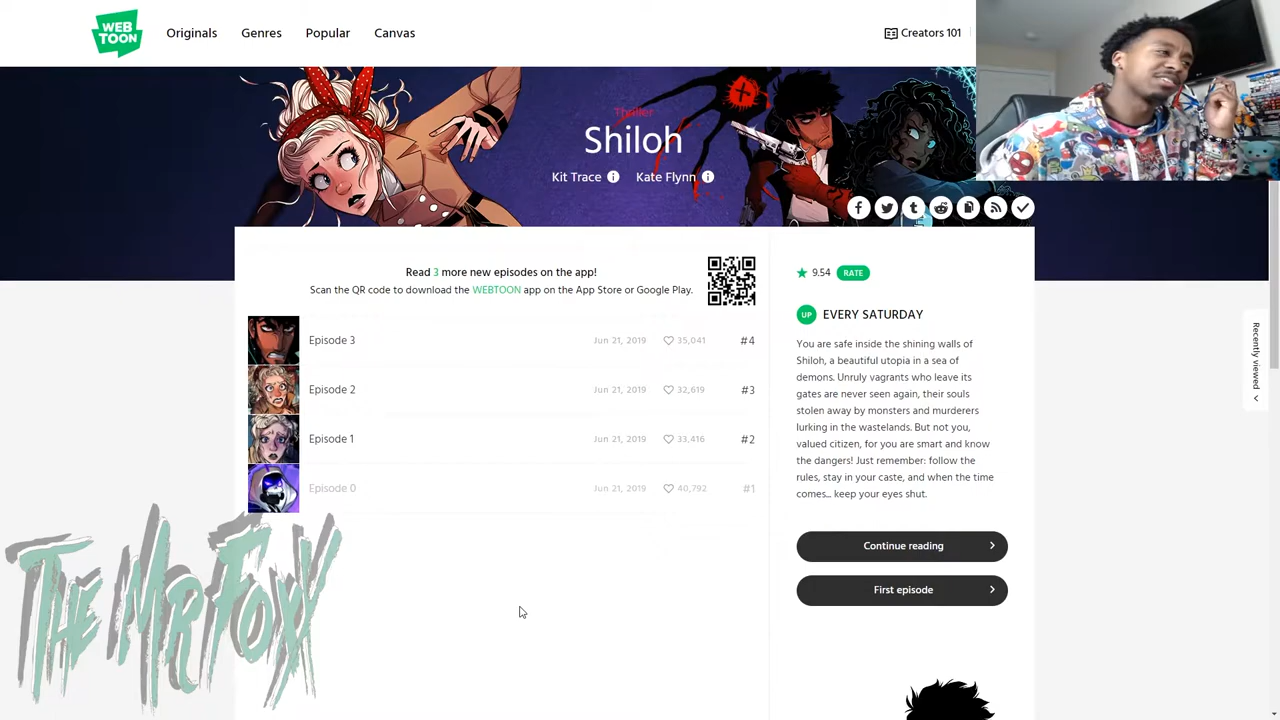 WEB
TOON
Originals
Genres
Popular
Canvas
Creators 101
Thriller
Shiloh
Kit Trace
Kate Flynn
Read 3 more new episodes on the app!
Scan the QR code to download the WEBTOON app on the App Store or Google Play.
Episode 3 Jun 21, 2019 35,041 #4
Episode 2 Jun 21, 2019 32,619 #3
Episode 1 Jun 21, 2019 33,416 #2
Episode 0 Jun 21, 2019 40,792 #1
9.54 RATE
UP EVERY SATURDAY
You are safe inside the shining walls of
Shiloh, a beautiful utopia in a sea of
demons. Unruly vagrants who leave its
gates are never seen again, their souls
stolen away by monsters and murderers
lurking in the wastelands. But not you,
valued citizen, for you are smart and know
the dangers! Just remember: follow the
rules, stay in your caste, and when the time
comes... keep your eyes shut.
Continue reading
First episode
Recently viewed
THE MR FOXX